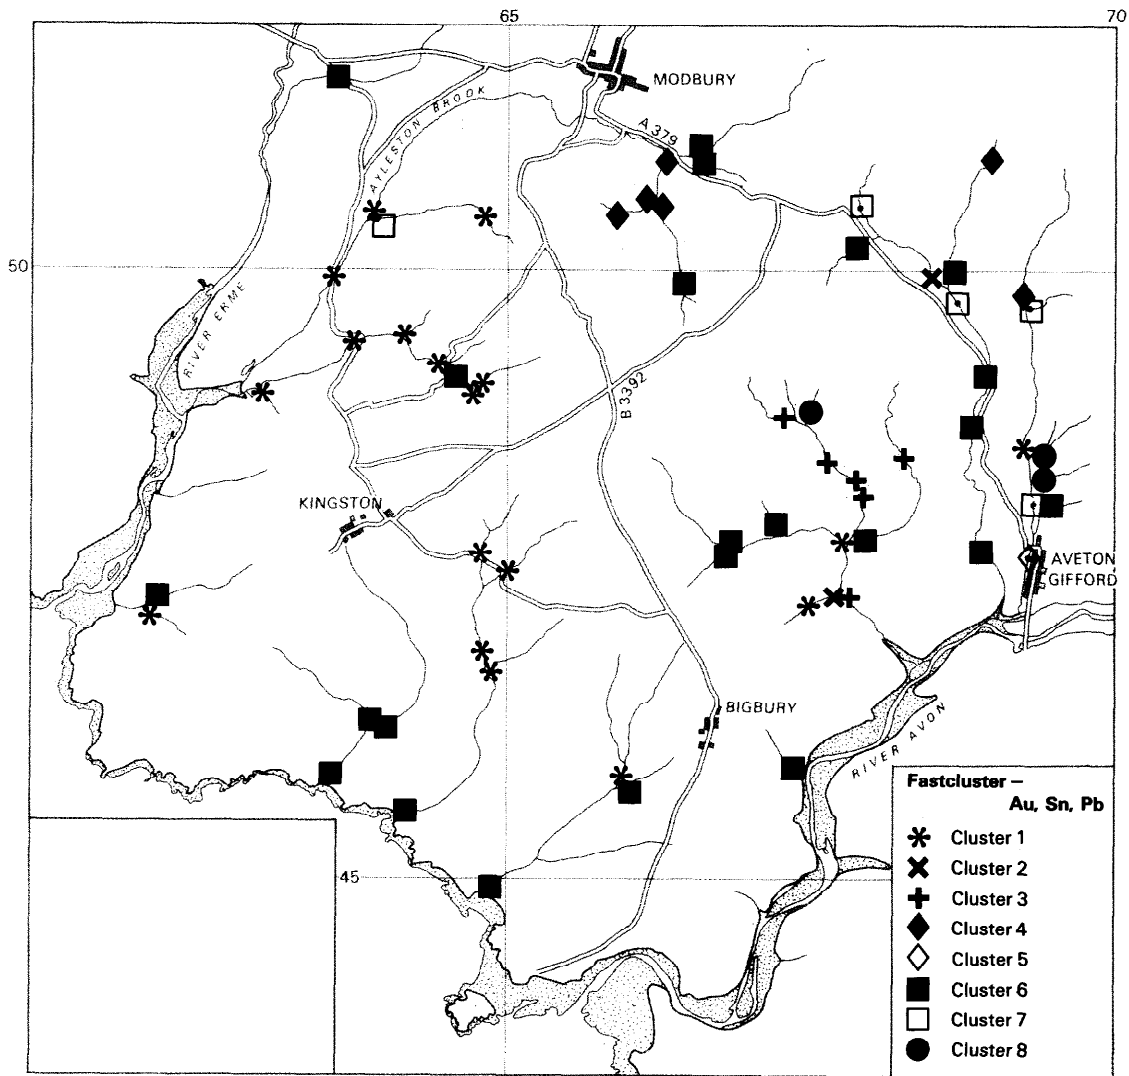 65
70
MODBURY
A 379
AYLESTON BROOK
50
RIVER ERME
B 3392
KINGSTON
AVETON
GIFFORD
BIGBURY
RIVER AVON
45
Fastcluster –
Au, Sn, Pb
Cluster 1
Cluster 2
Cluster 3
Cluster 4
Cluster 5
Cluster 6
Cluster 7
Cluster 8